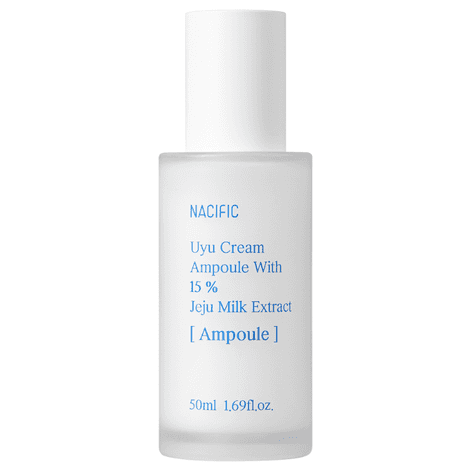 NACIFIC
Uyu Cream
Ampoule With
15 %
Jeju Milk Extract
[ Ampoule ]
50ml 1.69fl.oz.